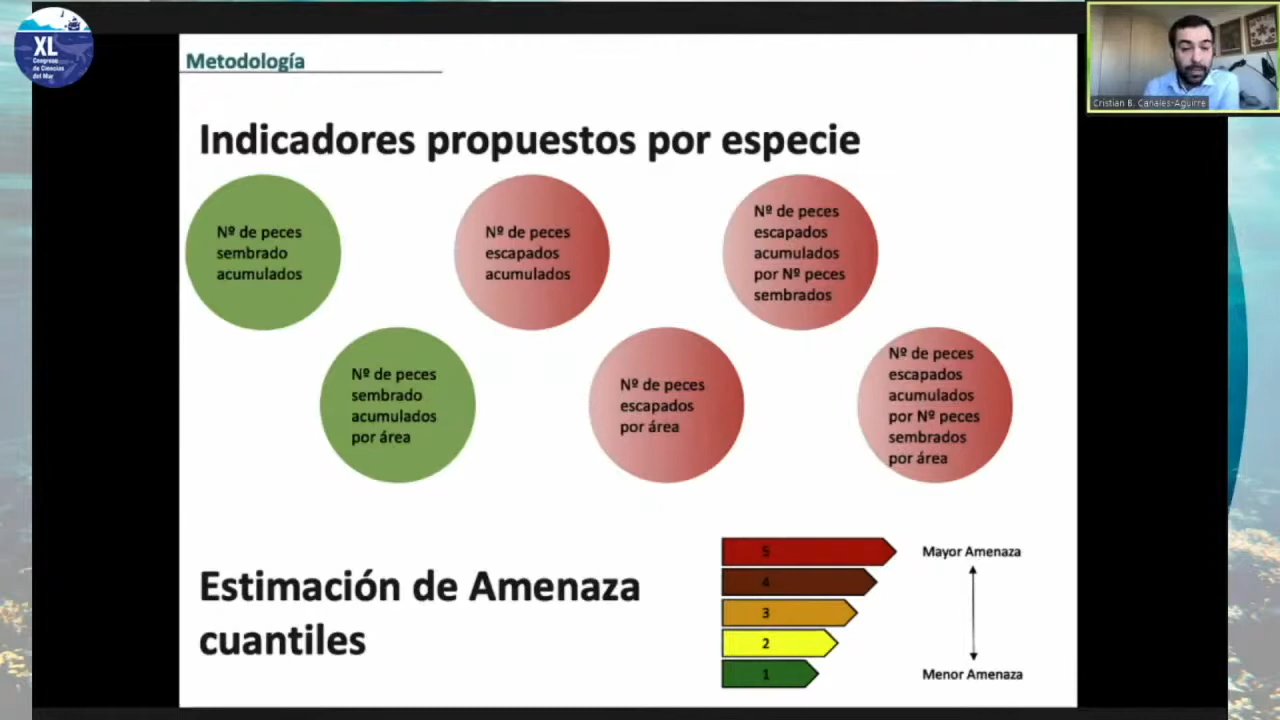 XL
Congreso
de Ciencias
del Mar
Cristian B. Canales-Aguirre
Metodología
Indicadores propuestos por especie
Nº de peces
sembrado
acumulados
Nº de peces
escapados
acumulados
Nº de peces
escapados
acumulados
por Nº peces
sembrados
Nº de peces
sembrado
acumulados
por área
Nº de peces
escapados
por área
Nº de peces
escapados
acumulados
por Nº peces
sembrados
por área
Estimación de Amenaza
cuantiles
5
4
3
2
1
Mayor Amenaza
Menor Amenaza